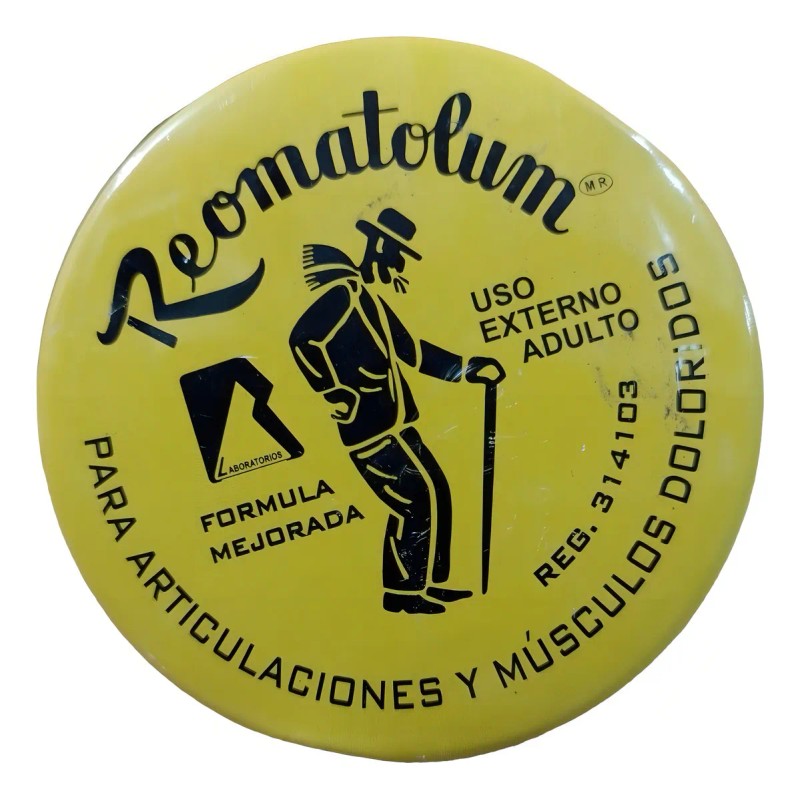 Reomatolum
MR
USO
EXTERNO
ADULTO
LABORATORIOS
FORMULA
MEJORADA
REG. 314103
PARA ARTICULACIONES Y MÚSCULOS DOLORIDOS